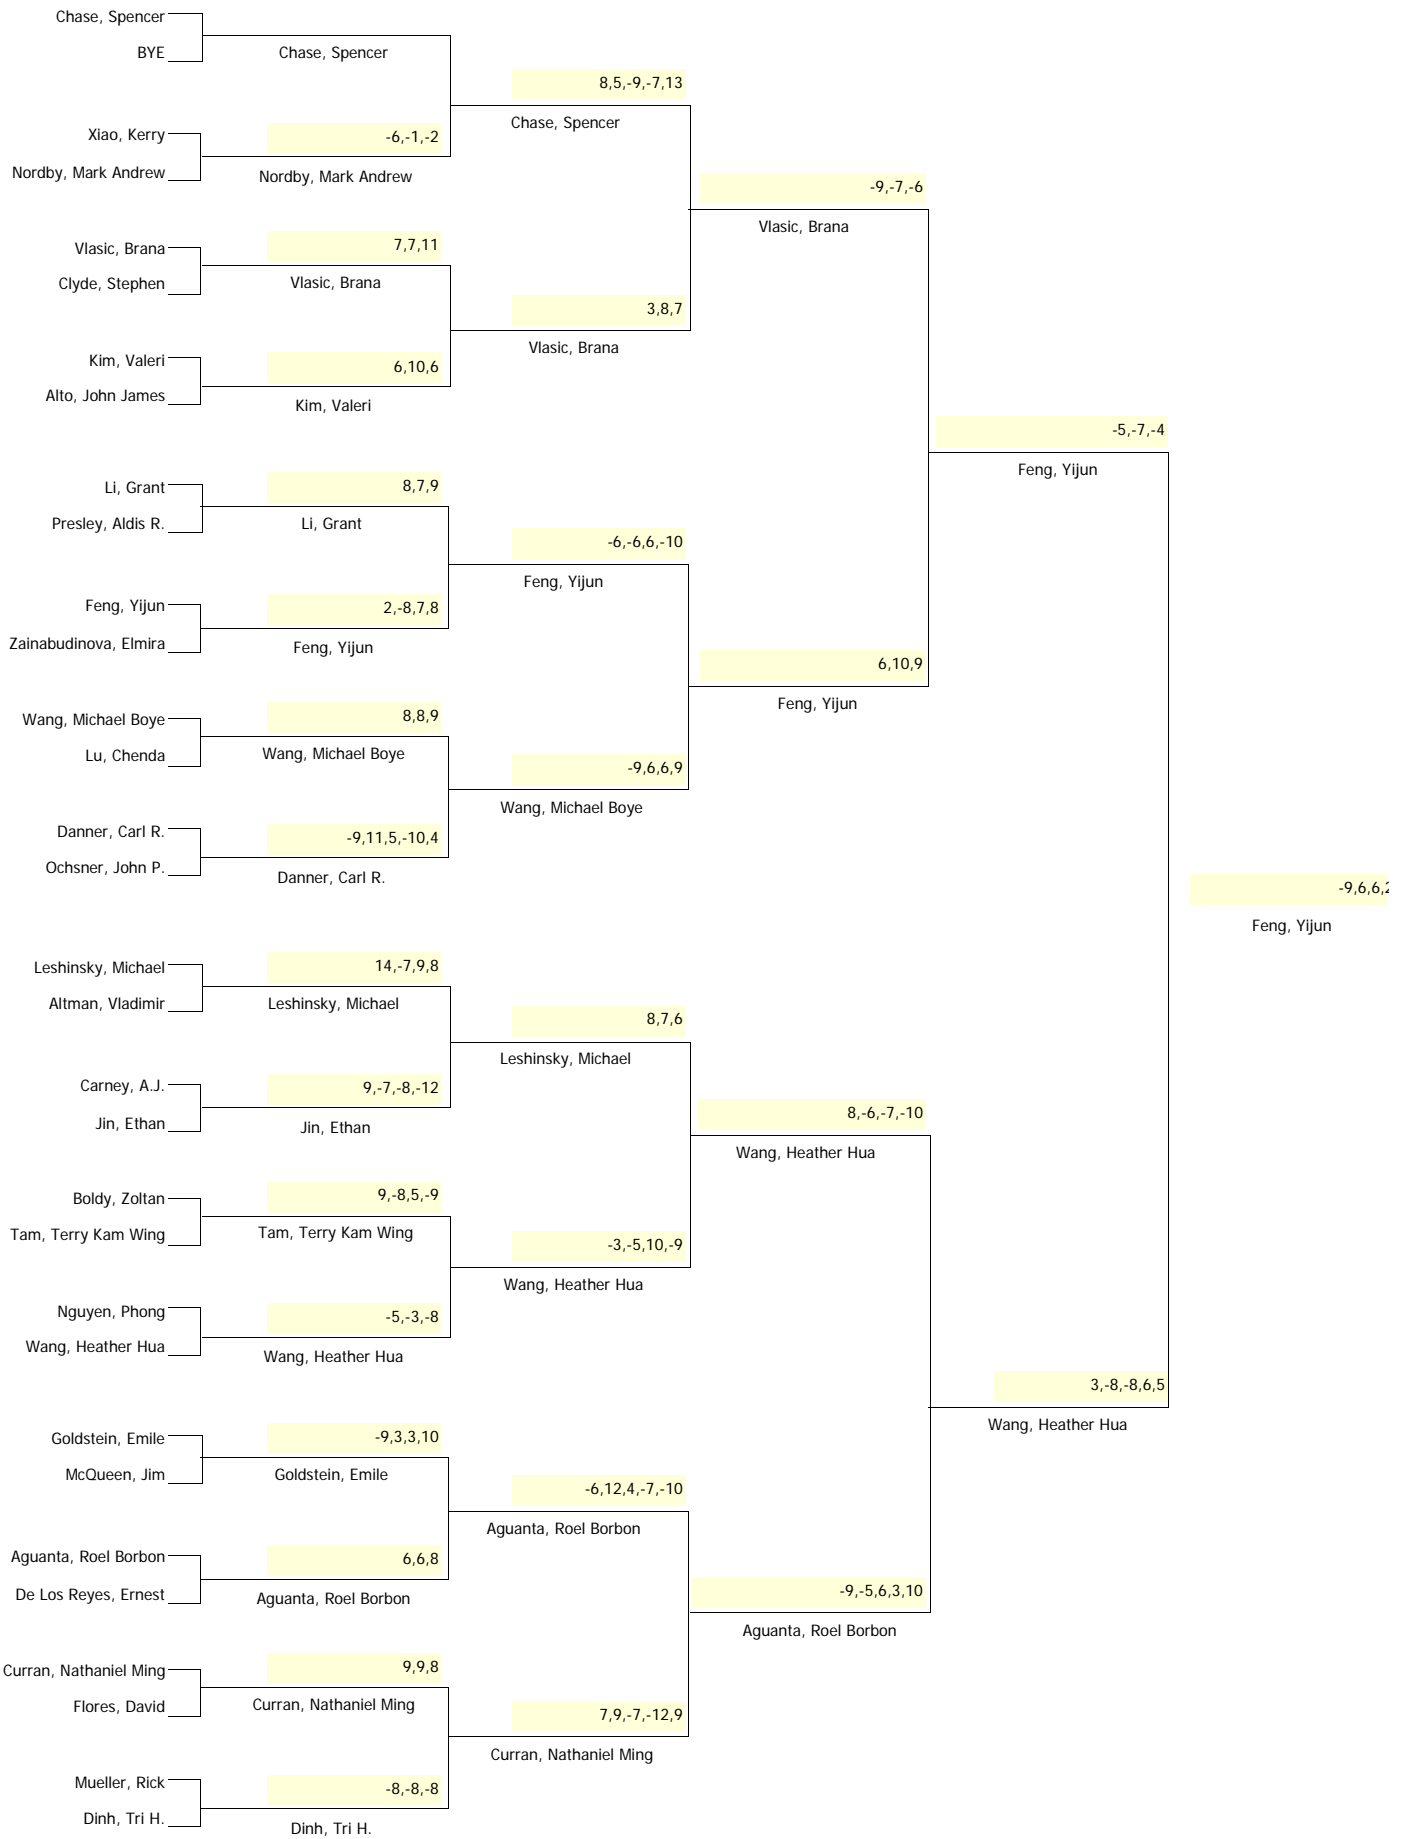 Chase, Spencer
BYE
Xiao, Kerry
Nordby, Mark Andrew
Vlasic, Brana
Clyde, Stephen
Kim, Valeri
Alto, John James
Li, Grant
Presley, Aldis R.
Feng, Yijun
Zainabudinova, Elmira
Wang, Michael Boye
Lu, Chenda
Danner, Carl R.
Ochsner, John P.
Leshinsky, Michael
Altman, Vladimir
Carney, A.J.
Jin, Ethan
Boldy, Zoltan
Tam, Terry Kam Wing
Nguyen, Phong
Wang, Heather Hua
Goldstein, Emile
McQueen, Jim
Aguanta, Roel Borbon
De Los Reyes, Ernest
Curran, Nathaniel Ming
Flores, David
Mueller, Rick
Dinh, Tri H.
Chase, Spencer
-6,-1,-2
Nordby, Mark Andrew
7,7,11
Vlasic, Brana
6,10,6
Kim, Valeri
8,7,9
Li, Grant
2,-8,7,8
Feng, Yijun
8,8,9
Wang, Michael Boye
-9,11,5,-10,4
Danner, Carl R.
14,-7,9,8
Leshinsky, Michael
9,-7,-8,-12
Jin, Ethan
9,-8,5,-9
Tam, Terry Kam Wing
-5,-3,-8
Wang, Heather Hua
-9,3,3,10
Goldstein, Emile
6,6,8
Aguanta, Roel Borbon
9,9,8
Curran, Nathaniel Ming
-8,-8,-8
Dinh, Tri H.
8,5,-9,-7,13
Chase, Spencer
3,8,7
Vlasic, Brana
-6,-6,6,-10
Feng, Yijun
-9,6,6,9
Wang, Michael Boye
8,7,6
Leshinsky, Michael
-3,-5,10,-9
Wang, Heather Hua
-6,12,4,-7,-10
Aguanta, Roel Borbon
7,9,-7,-12,9
Curran, Nathaniel Ming
-9,-7,-6
Vlasic, Brana
6,10,9
Feng, Yijun
8,-6,-7,-10
Wang, Heather Hua
-9,-5,6,3,10
Aguanta, Roel Borbon
-5,-7,-4
Feng, Yijun
3,-8,-8,6,5
Wang, Heather Hua
-9,6,6,2
Feng, Yijun